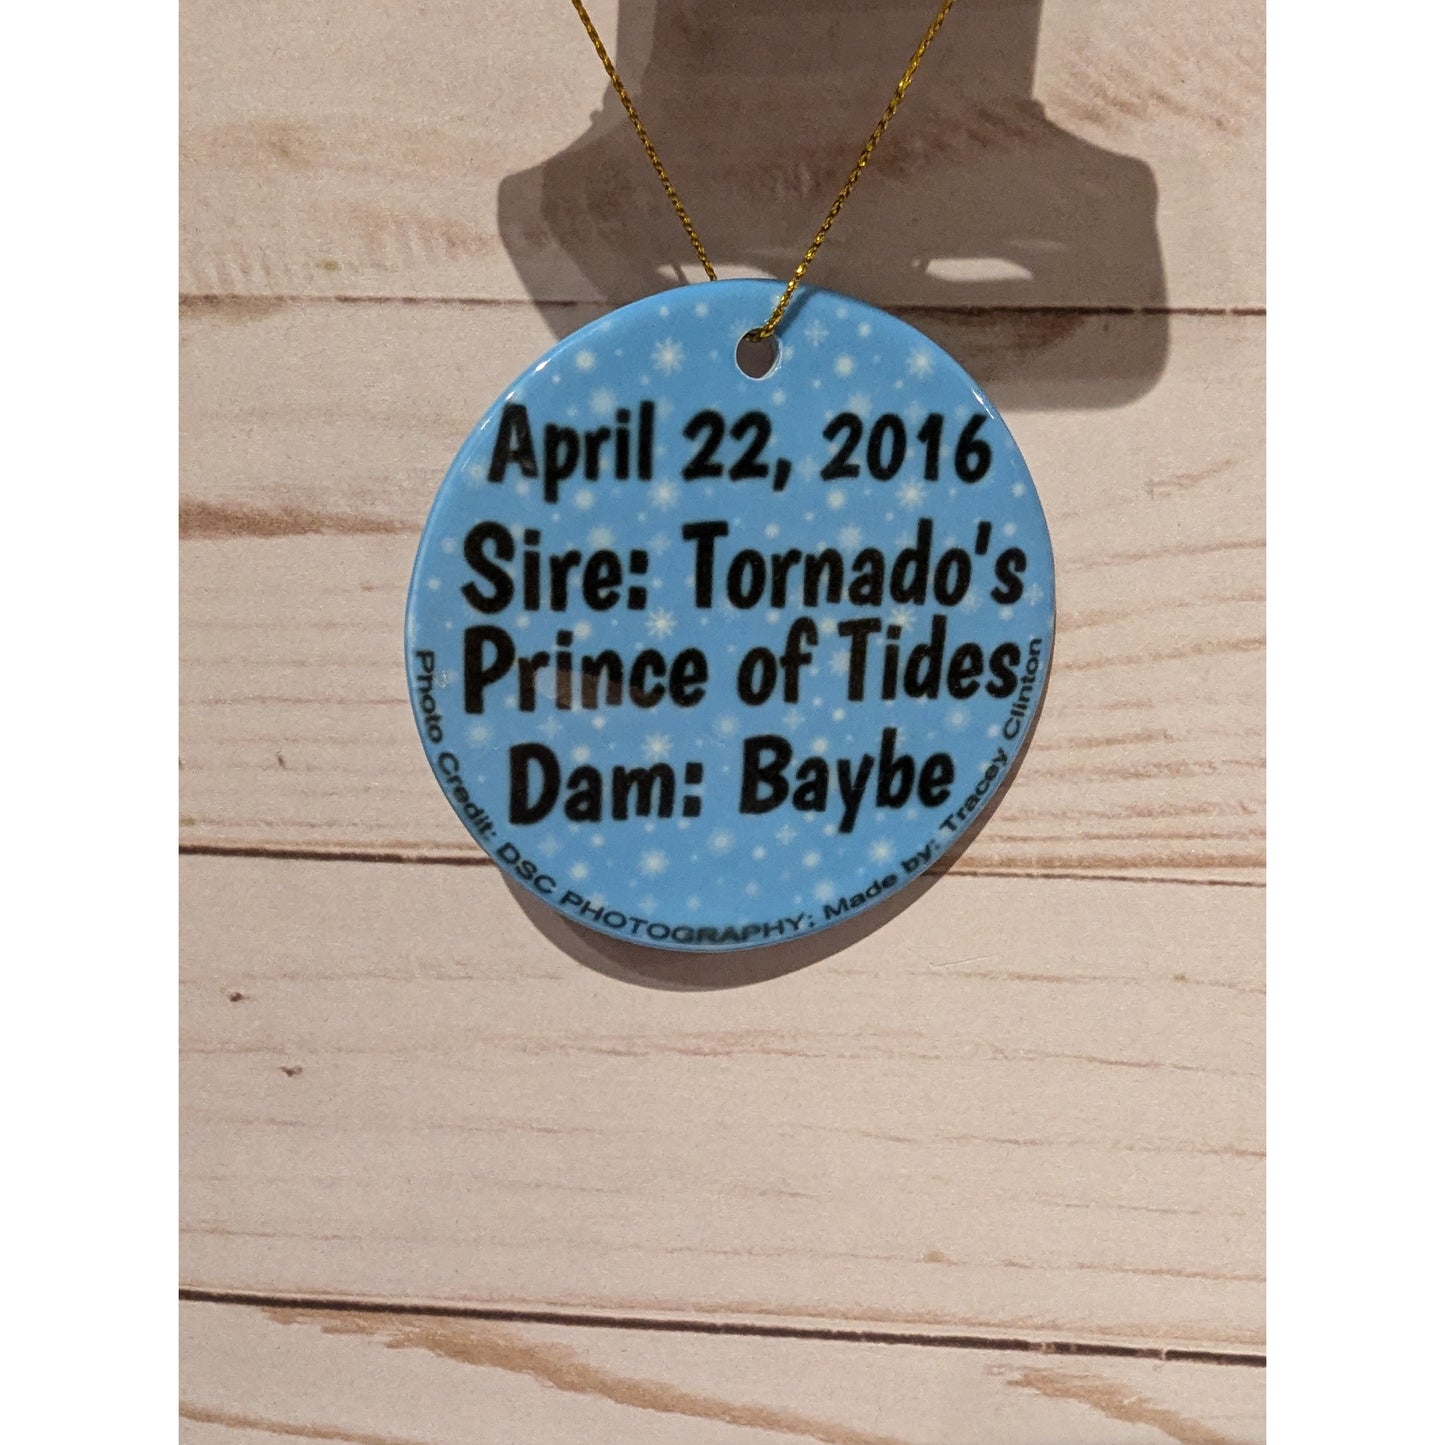 April 22, 2016
Sire: Tornado's
Prince of Tides
Dam: Baybe
Photo Credit: DSC PHOTOGRAPHY; Made by: Tracey Clinton